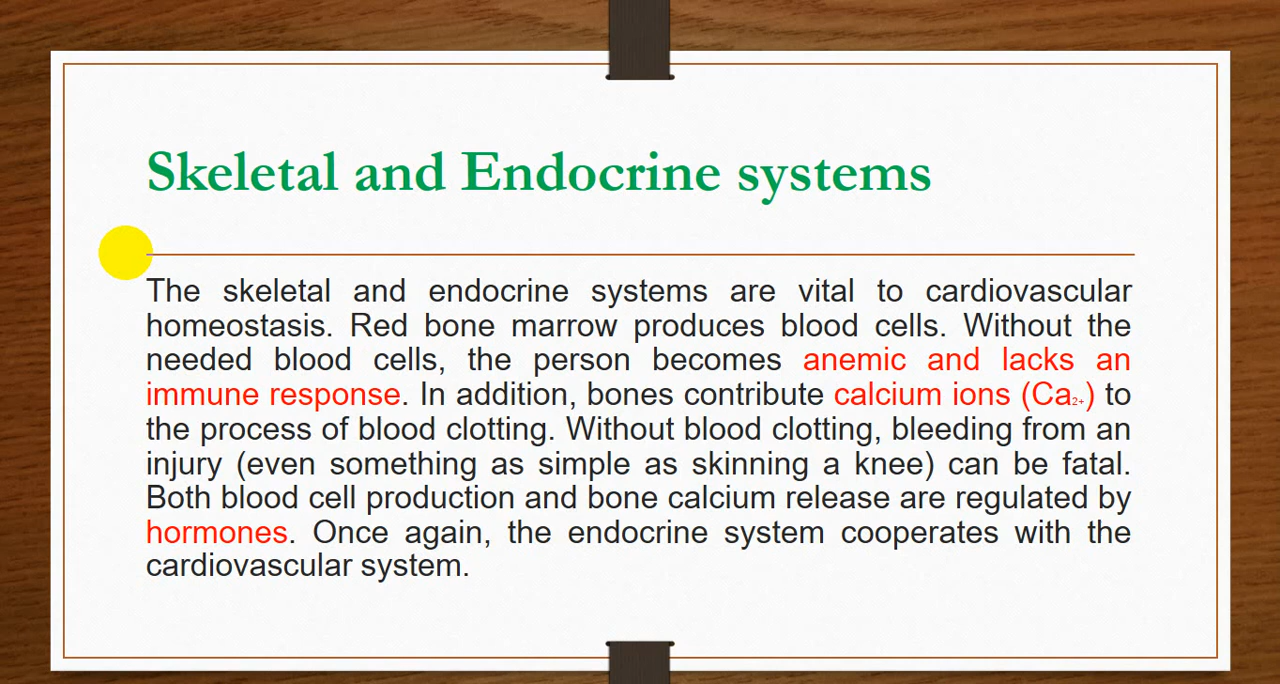 Skeletal and Endocrine systems
The skeletal and endocrine systems are vital to cardiovascular
homeostasis. Red bone marrow produces blood cells. Without the
needed blood cells, the person becomes anemic and lacks an
immune response. In addition, bones contribute calcium ions (Ca2+) to
the process of blood clotting. Without blood clotting, bleeding from an
injury (even something as simple as skinning a knee) can be fatal.
Both blood cell production and bone calcium release are regulated by
hormones. Once again, the endocrine system cooperates with the
cardiovascular system.